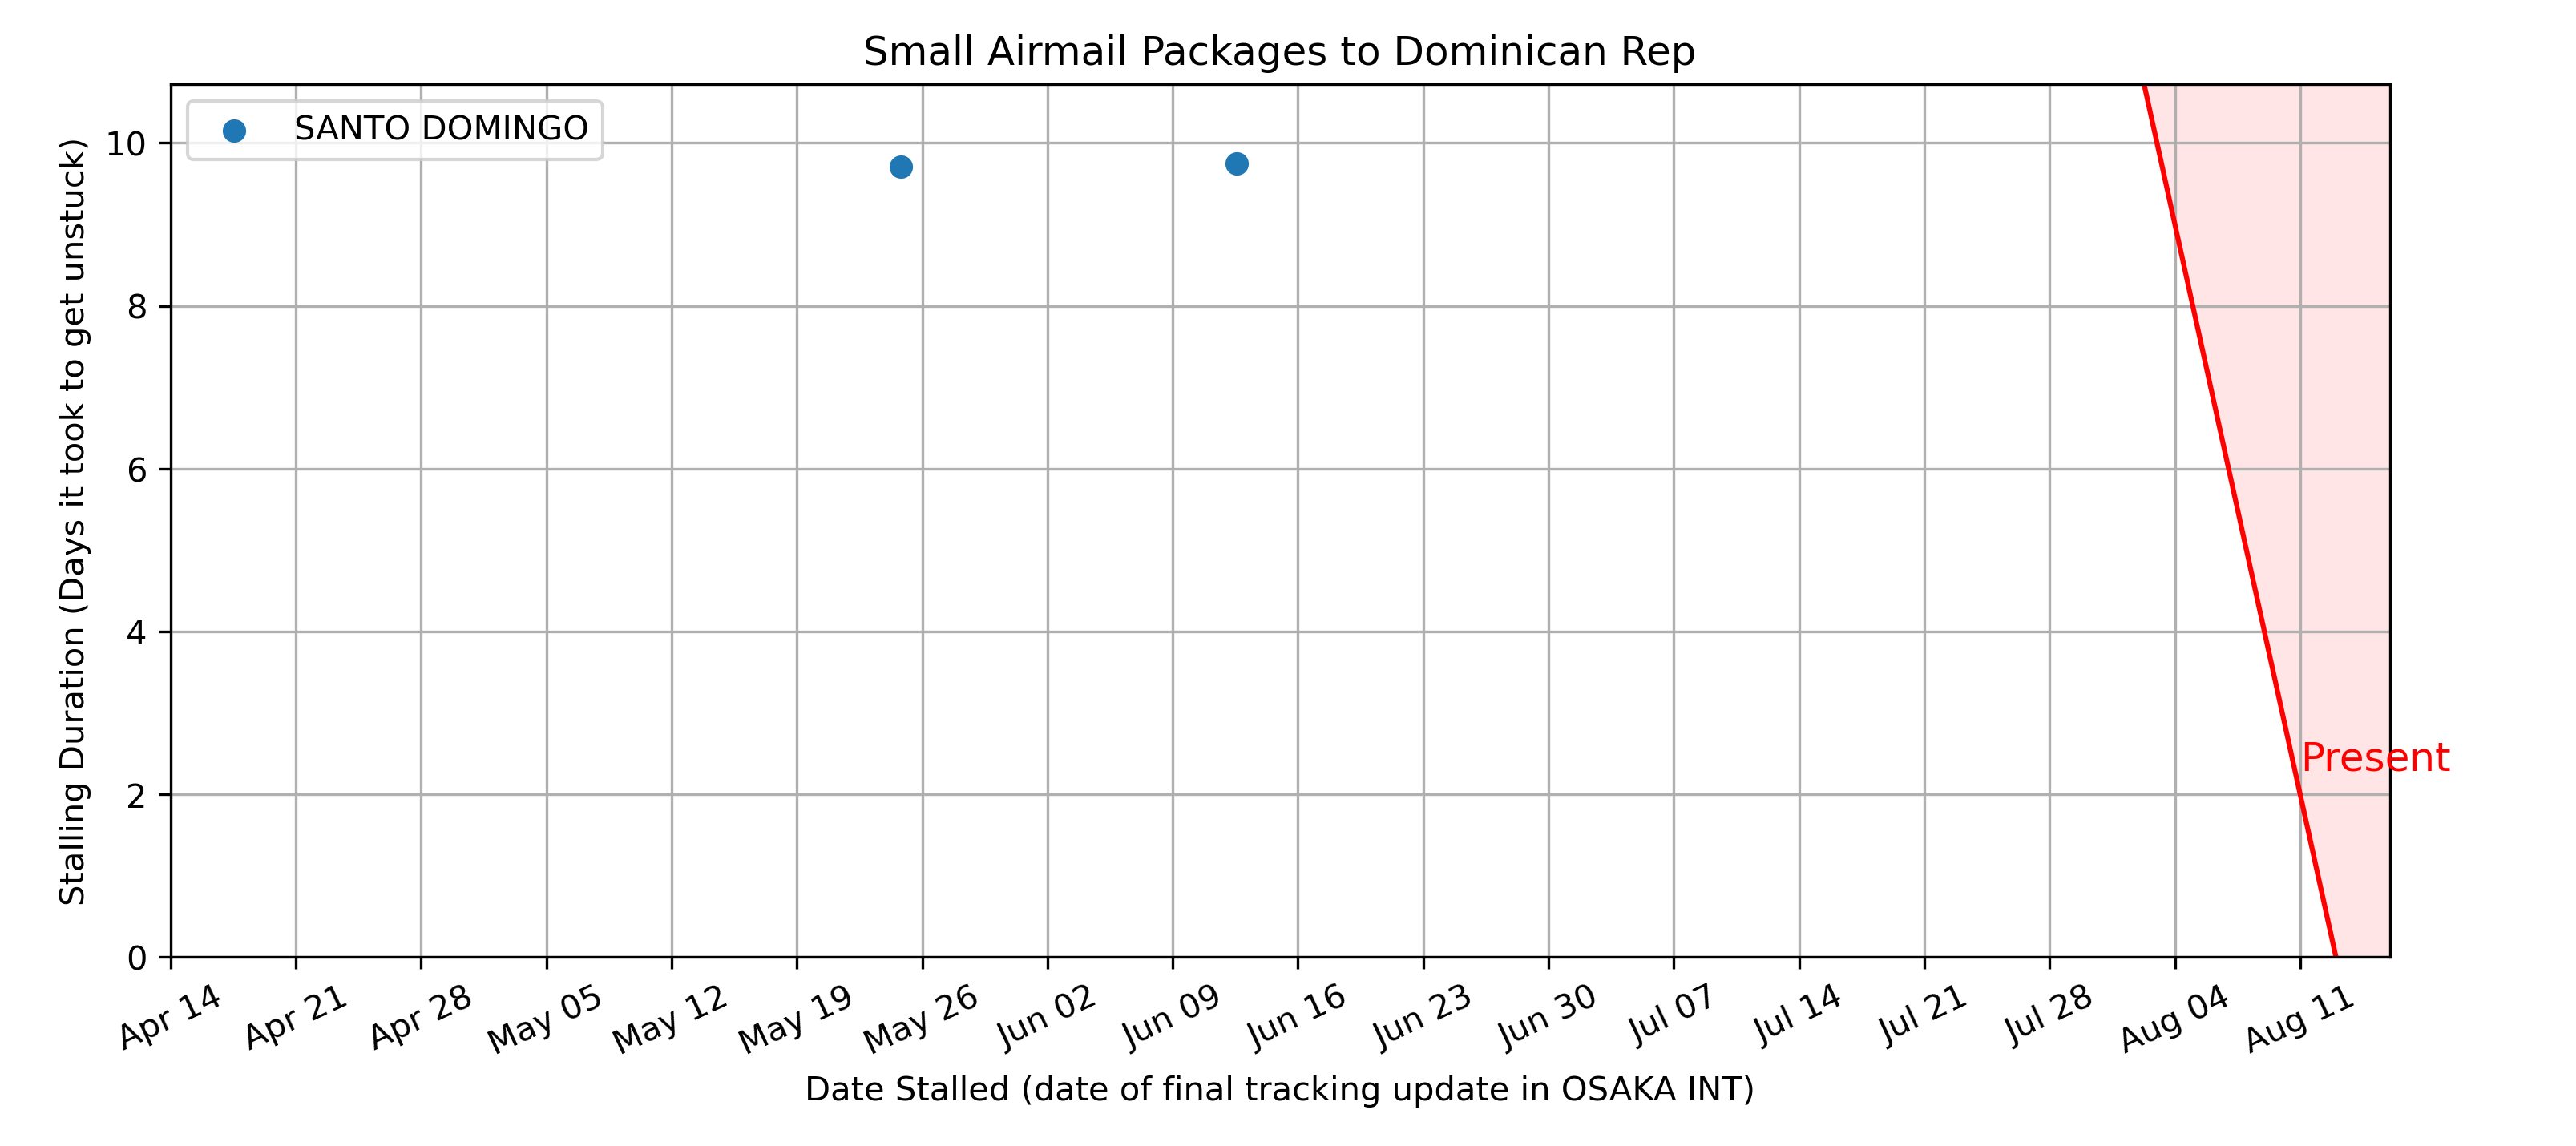 Small Airmail Packages to Dominican Rep
SANTO DOMINGO
Stalling Duration (Days it took to get unstuck)
10
8
6
4
2
0
Present
Apr 14
Apr 21
Apr 28
May 05
May 12
May 19
May 26
Jun 02
Jun 09
Jun 16
Jun 23
Jun 30
Jul 07
Jul 14
Jul 21
Jul 28
Aug 04
Aug 11
Date Stalled (date of final tracking update in OSAKA INT)